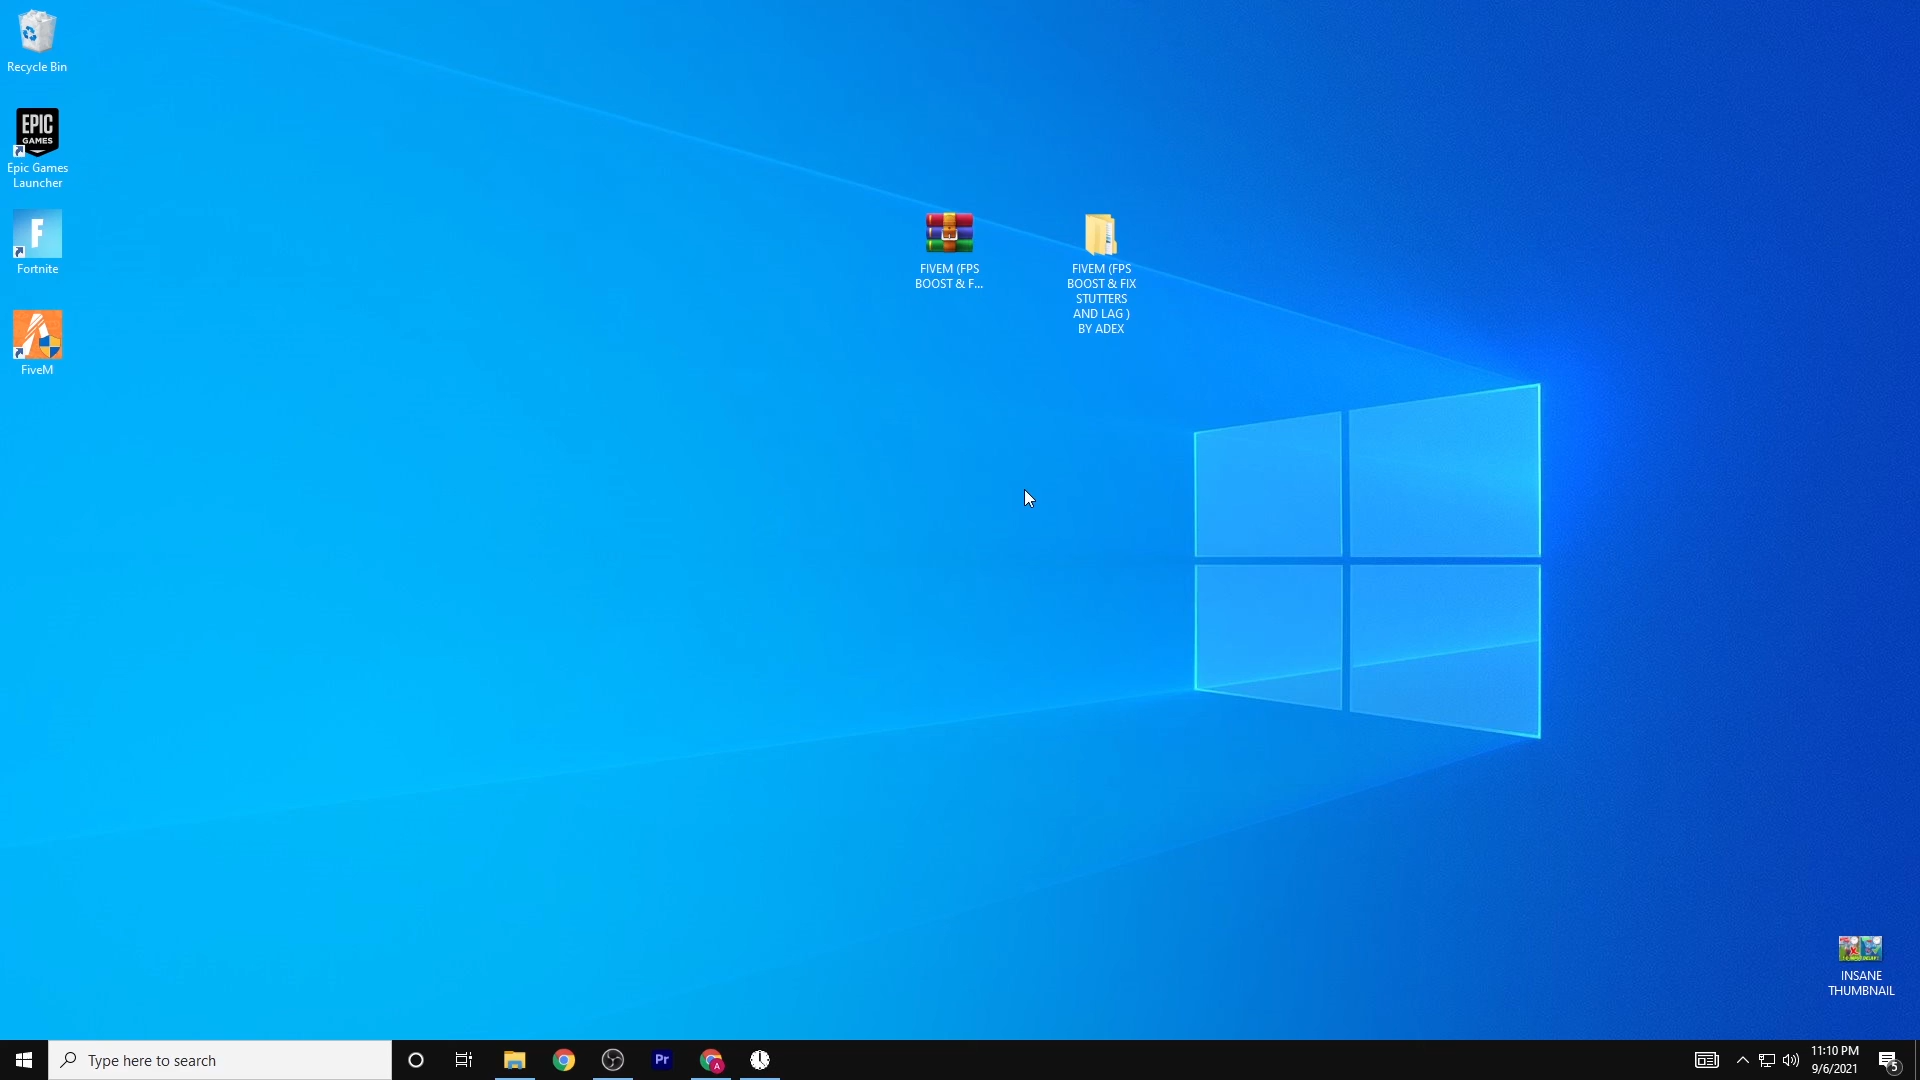 Recycle Bin
EPIC
GAMES
Epic Games
Launcher
F
Fortnite
FiveM
FIVEM (FPS
BOOST & F...
FIVEM (FPS
BOOST & FIX
STUTTERS
AND LAG )
BY ADEX
INSANE
THUMBNAIL
Type here to search
Pr
A
11:10 PM
9/6/2021
5